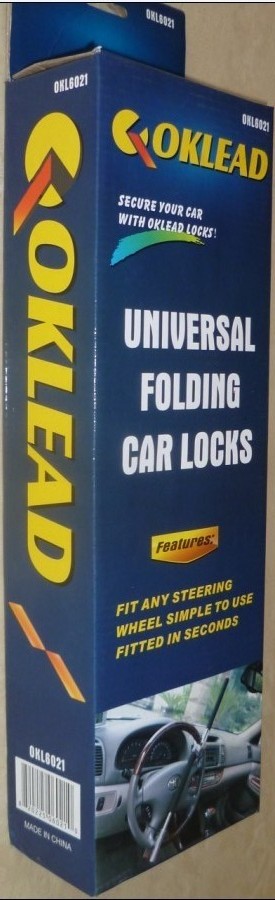 OKL6021
OKL6021
OKL6021
OKLEAD
OKLEAD
SECURE YOUR CAR
WITH OKLEAD LOCKS!
UNIVERSAL
FOLDING
CAR LOCKS
Features:
FIT ANY STEERING
WHEEL SIMPLE TO USE
FITTED IN SECONDS
OKL6021
MADE IN CHINA